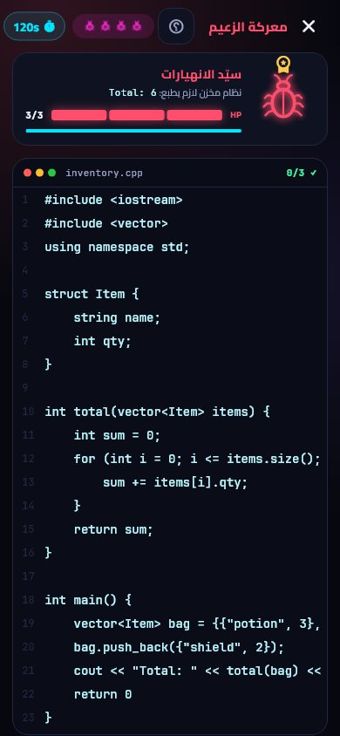 معركة الزعيم
120s
سيّد الانهيارات
نظام مخزن لازم يطبع: Total: 6
HP
3/3
inventory.cpp
0/3 ✓
1 #include <iostream>
2 #include <vector>
3 using namespace std;
4
5 struct Item {
6     string name;
7     int qty;
8 }
9
10 int total(vector<Item> items) {
11     int sum = 0;
12     for (int i = 0; i <= items.size();
13         sum += items[i].qty;
14     }
15     return sum;
16 }
17
18 int main() {
19     vector<Item> bag = {{"potion", 3},
20     bag.push_back({"shield", 2});
21     cout << "Total: " << total(bag) <<
22     return 0
23 }